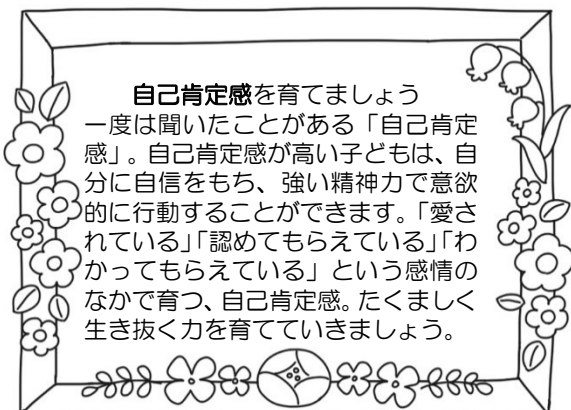 自己肯定感を育てましょう
一度は聞いたことがある「自己肯定
感」。自己肯定感が高い子どもは、自
分に自信をもち、強い精神力で意欲
的に行動することができます。「愛さ
れている」「認めてもらえている」「わ
かってもらえている」という感情の
なかで育つ、自己肯定感。たくましく
生き抜く力を育てていきましょう。